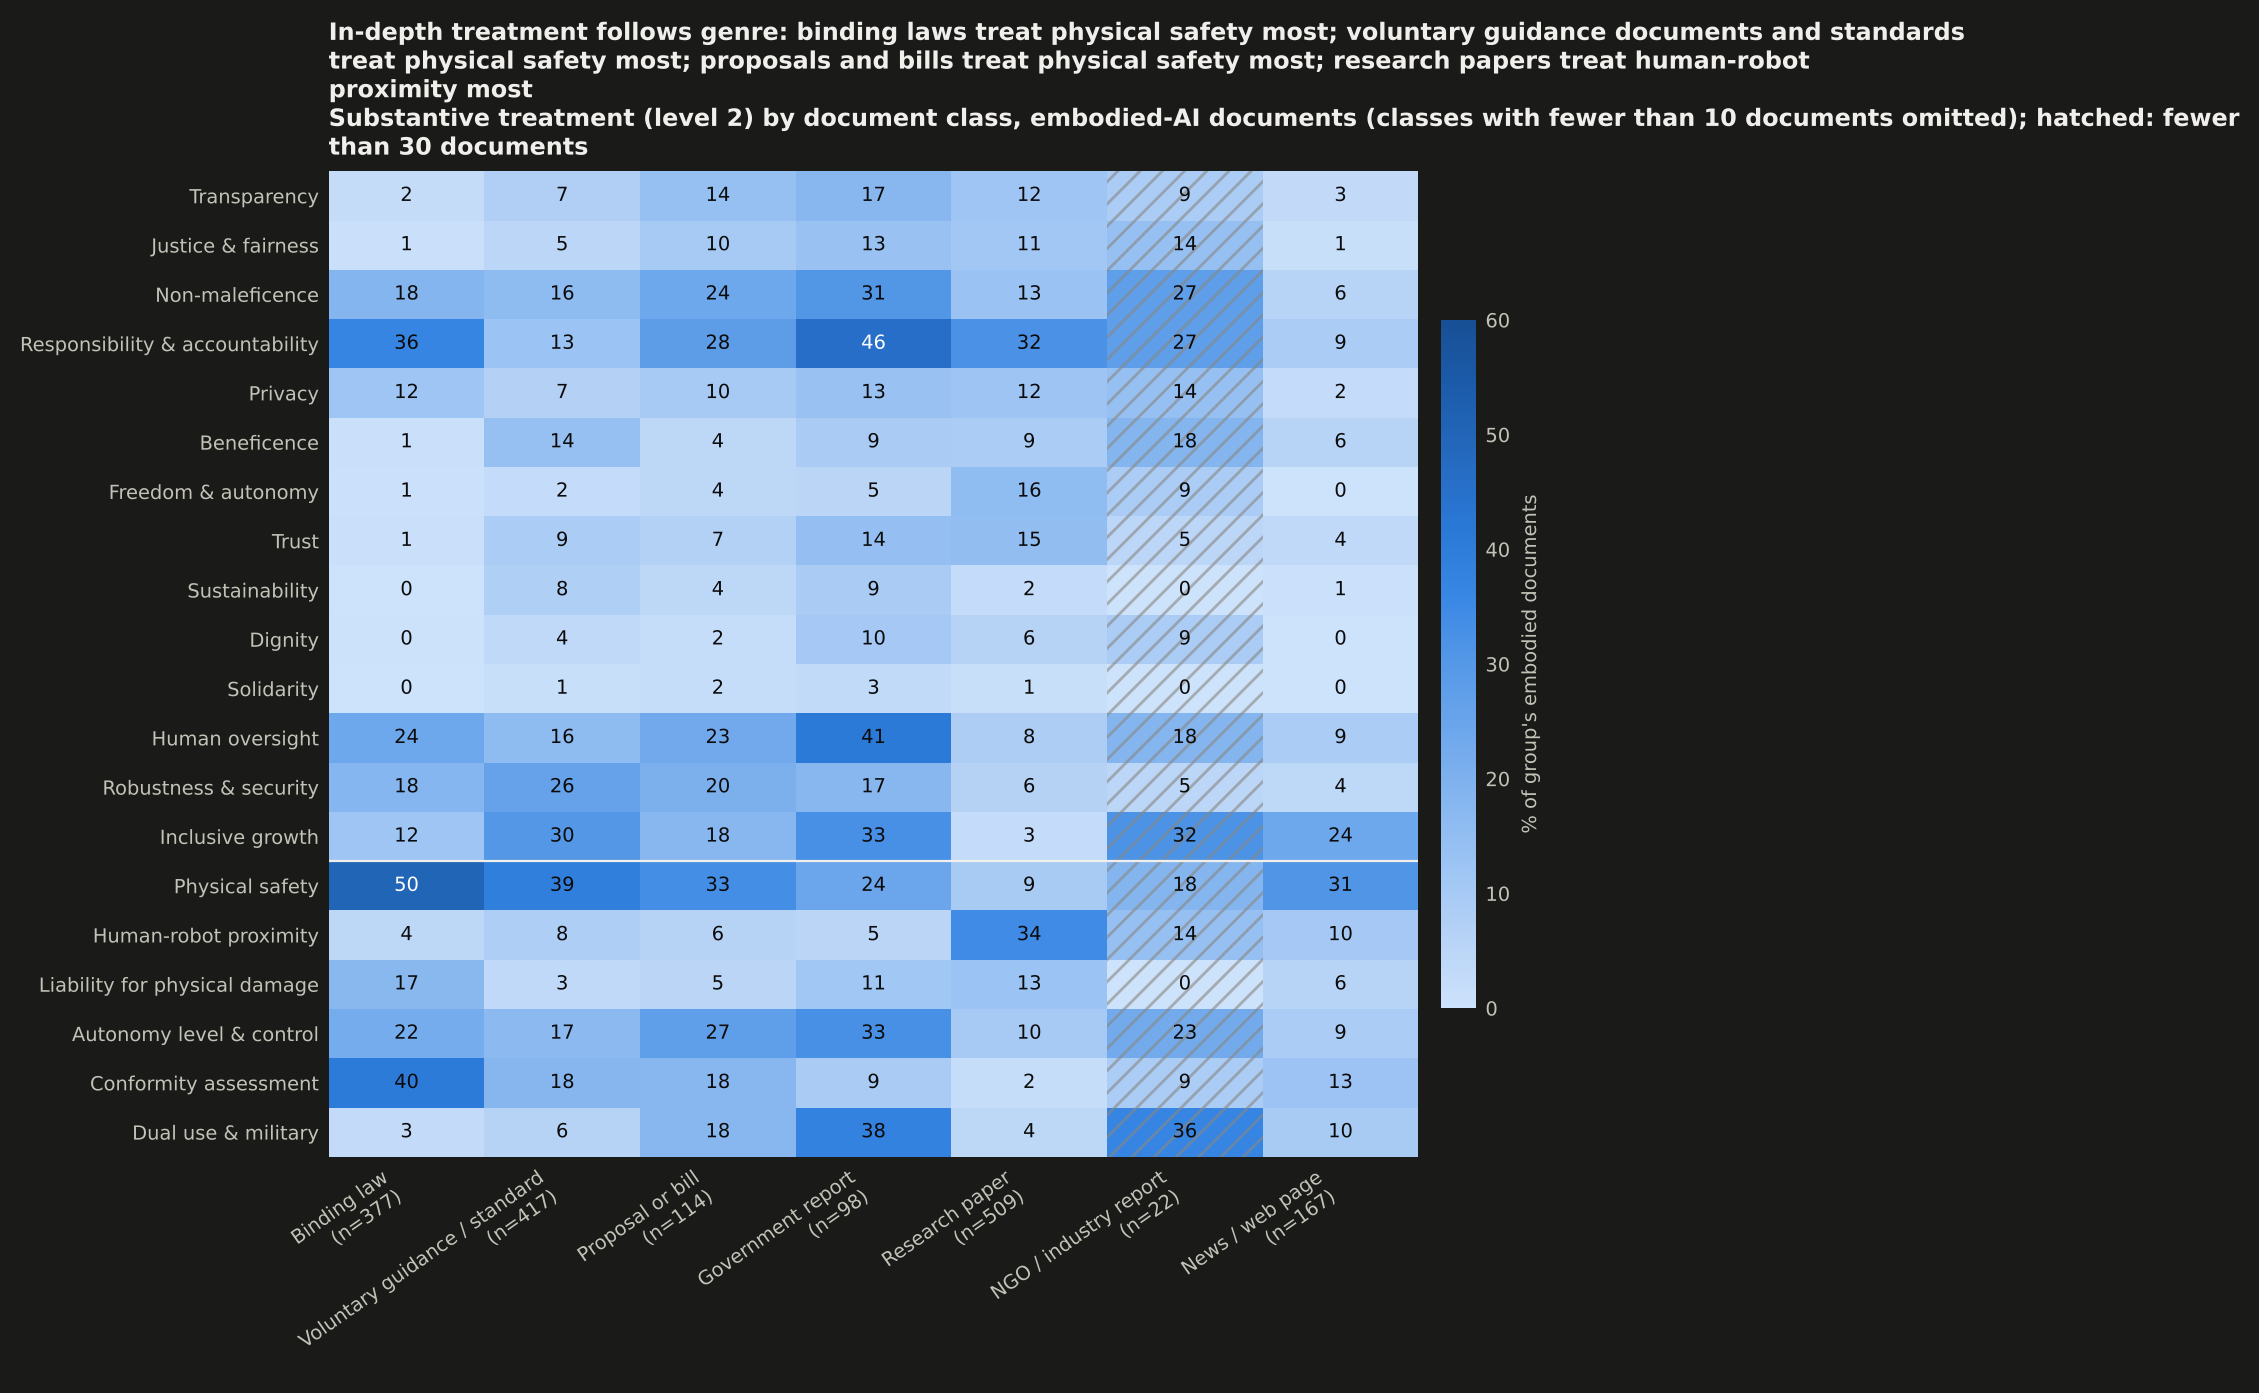 In-depth treatment follows genre: binding laws treat physical safety most; voluntary guidance documents and standards
treat physical safety most; proposals and bills treat physical safety most; research papers treat human-robot
proximity most
Substantive treatment (level 2) by document class, embodied-AI documents (classes with fewer than 10 documents omitted); hatched: fewer
than 30 documents
Transparency 2 7 14 17 12 9 3
Justice & fairness 1 5 10 13 11 14 1
Non-maleficence 18 16 24 31 13 27 6
Responsibility & accountability 36 13 28 46 32 27 9
Privacy 12 7 10 13 12 14 2
Beneficence 1 14 4 9 9 18 6
Freedom & autonomy 1 2 4 5 16 9 0
Trust 1 9 7 14 15 5 4
Sustainability 0 8 4 9 2 0 1
Dignity 0 4 2 10 6 9 0
Solidarity 0 1 2 3 1 0 0
Human oversight 24 16 23 41 8 18 9
Robustness & security 18 26 20 17 6 5 4
Inclusive growth 12 30 18 33 3 32 24
Physical safety 50 39 33 24 9 18 31
Human-robot proximity 4 8 6 5 34 14 10
Liability for physical damage 17 3 5 11 13 0 6
Autonomy level & control 22 17 27 33 10 23 9
Conformity assessment 40 18 18 9 2 9 13
Dual use & military 3 6 18 38 4 36 10
Binding law
(n=377)
Voluntary guidance / standard
(n=417)
Proposal or bill
(n=114)
Government report
(n=98)
Research paper
(n=509)
NGO / industry report
(n=22)
News / web page
(n=167)
60
50
40
30
20
10
0
% of group's embodied documents